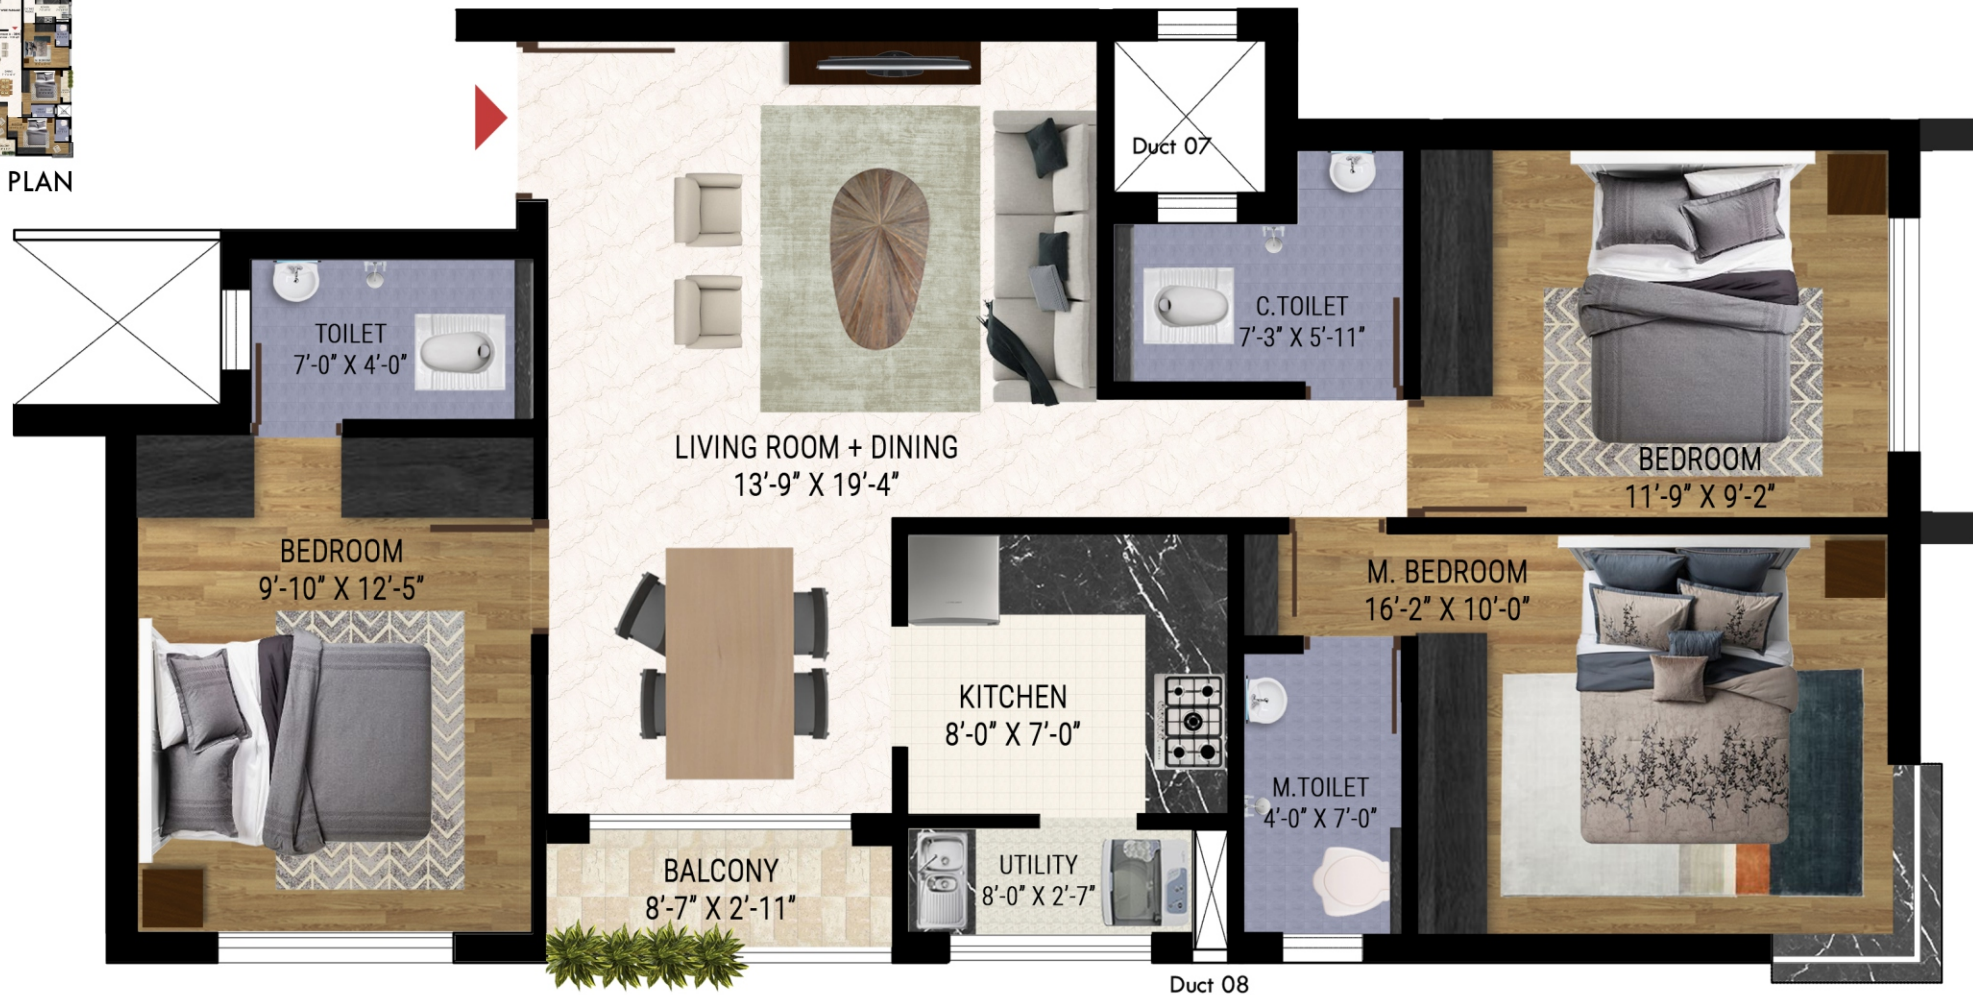 PLAN
Duct 07
TOILET
7'-0" X 4'-0"
C.TOILET
7'-3" X 5'-11"
LIVING ROOM + DINING
13'-9" X 19'-4"
BEDROOM
11'-9" X 9'-2"
BEDROOM
9'-10" X 12'-5"
M. BEDROOM
16'-2" X 10'-0"
KITCHEN
8'-0" X 7'-0"
M.TOILET
4'-0" X 7'-0"
BALCONY
8'-7" X 2'-11"
UTILITY
8'-0" X 2'-7"
Duct 08